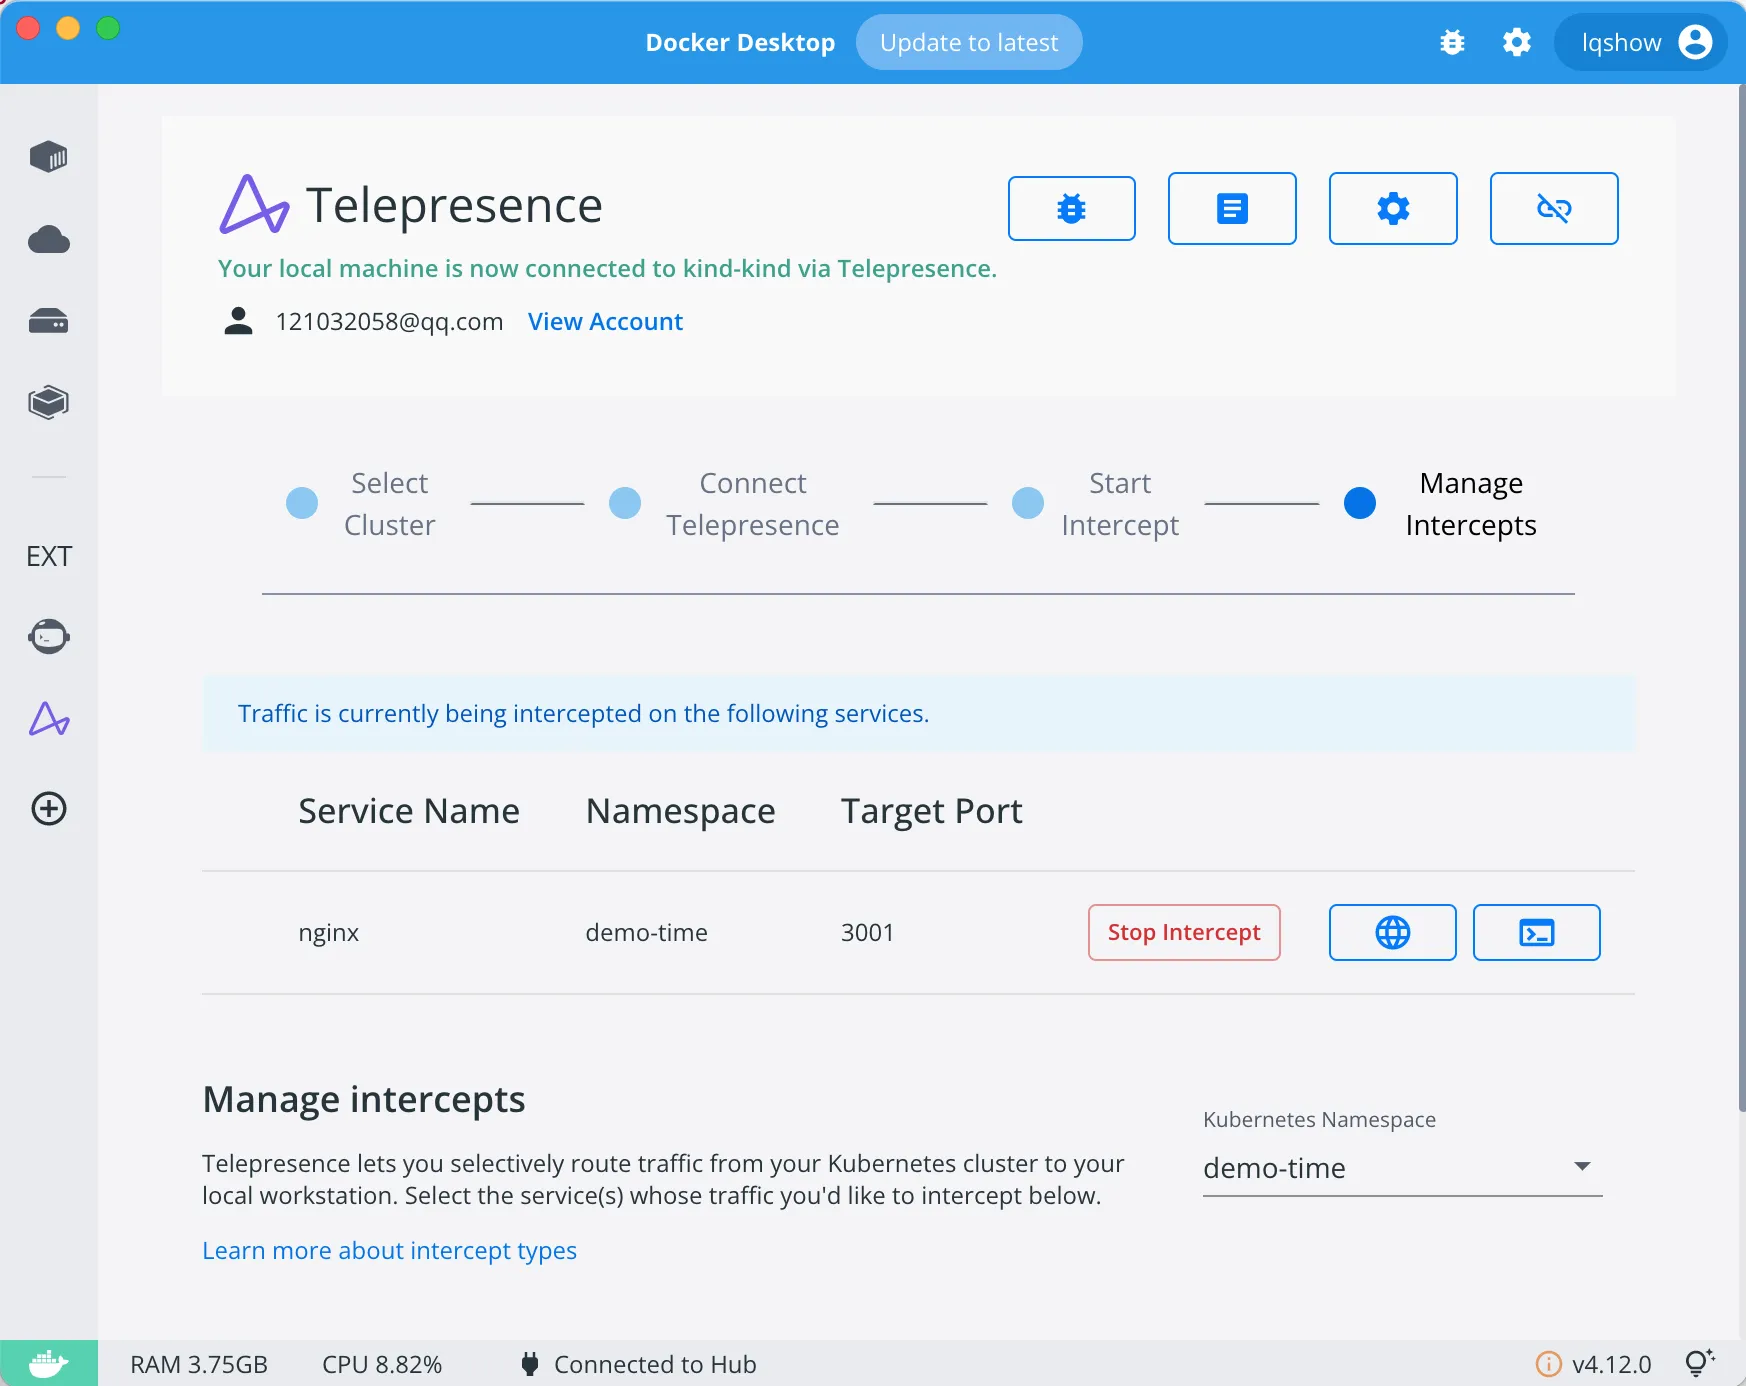 Docker Desktop Update to latest lqshow
Telepresence
Your local machine is now connected to kind-kind via Telepresence.
121032058@qq.com View Account
Select Cluster
Connect Telepresence
Start Intercept
Manage Intercepts
EXT
Traffic is currently being intercepted on the following services.
Service Name Namespace Target Port
nginx demo-time 3001 Stop Intercept
Manage intercepts
Telepresence lets you selectively route traffic from your Kubernetes cluster to your
local workstation. Select the service(s) whose traffic you'd like to intercept below.
Learn more about intercept types
Kubernetes Namespace
demo-time
RAM 3.75GB CPU 8.82% Connected to Hub v4.12.0